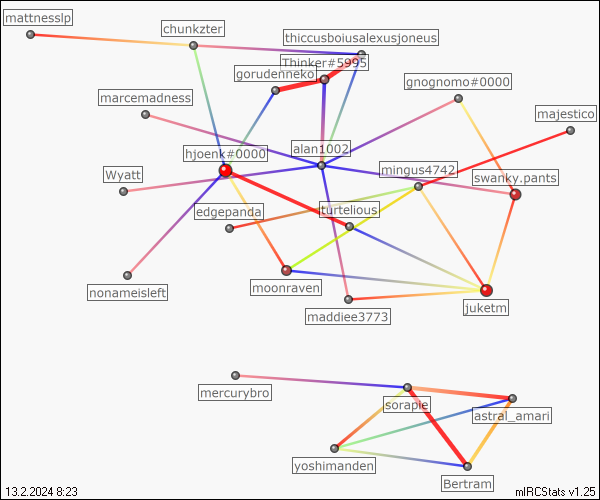 mattnesslp
chunkzter
thiccusboiusalexusjoneus
Thinker#5995
gorudenneko
gnognomo#0000
marcemadness
majestico
alan1002
hjoenk#0000
mingus4742
Wyatt
swanky.pants
edgepanda
turtelious
moonraven
nonameisleft
juketm
maddiee3773
mercurybro
sorapie
astral_amari
yoshimanden
Bertram
13.2.2024 8:23
mIRCStats v1.25